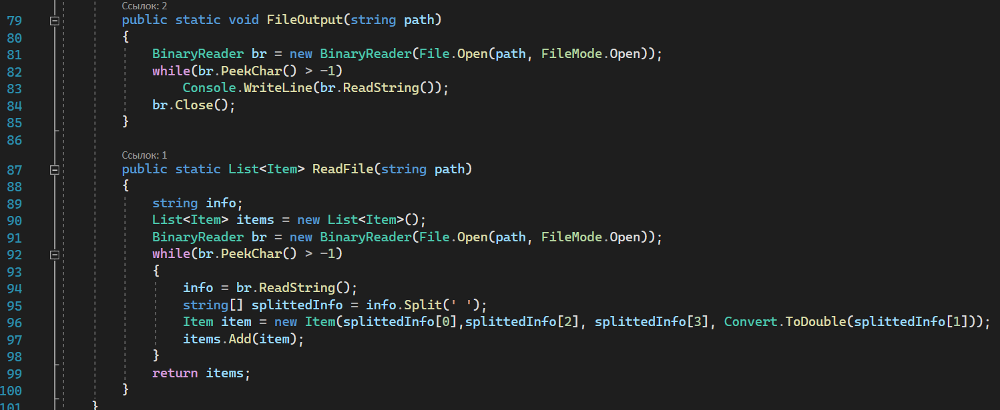 Ссылок: 2
79 public static void FileOutput(string path)
80 {
81 BinaryReader br = new BinaryReader(File.Open(path, FileMode.Open));
82 while(br.PeekChar() > -1)
83 Console.WriteLine(br.ReadString());
84 br.Close();
85 }
86
Ссылок: 1
87 public static List<Item> ReadFile(string path)
88 {
89 string info;
90 List<Item> items = new List<Item>();
91 BinaryReader br = new BinaryReader(File.Open(path, FileMode.Open));
92 while(br.PeekChar() > -1)
93 {
94 info = br.ReadString();
95 string[] splittedInfo = info.Split(' ');
96 Item item = new Item(splittedInfo[0],splittedInfo[2], splittedInfo[3], Convert.ToDouble(splittedInfo[1]));
97 items.Add(item);
98 }
99 return items;
100 }
101 }